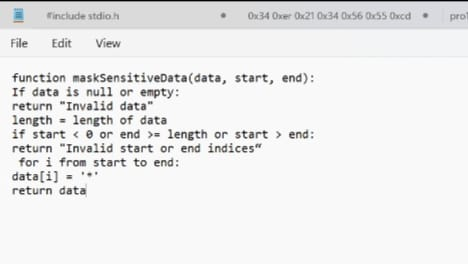 #include stdio.h
0x34 0xer 0x21 0x34 0x56 0x55 0xcd
File Edit View
function maskSensitiveData(data, start, end):
If data is null or empty:
return "Invalid data"
length = length of data
if start < 0 or end >= length or start > end:
return "Invalid start or end indices“
for i from start to end:
data[i] = '*'
return data